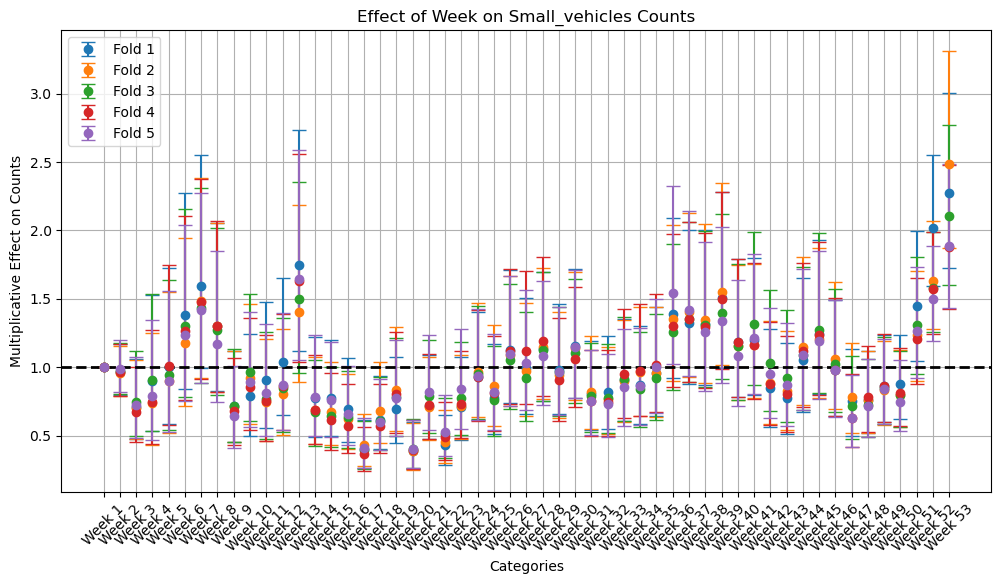 Effect of Week on Small_vehicles Counts
Fold 1
Fold 2
Fold 3
Fold 4
Fold 5
Multiplicative Effect on Counts
3.0
2.5
2.0
1.5
1.0
0.5
Week 1
Week 2
Week 3
Week 4
Week 5
Week 6
Week 7
Week 8
Week 9
Week 10
Week 11
Week 12
Week 13
Week 14
Week 15
Week 16
Week 17
Week 18
Week 19
Week 20
Week 21
Week 22
Week 23
Week 24
Week 25
Week 26
Week 27
Week 28
Week 29
Week 30
Week 31
Week 32
Week 33
Week 34
Week 35
Week 36
Week 37
Week 38
Week 39
Week 40
Week 41
Week 42
Week 43
Week 44
Week 45
Week 46
Week 47
Week 48
Week 49
Week 50
Week 51
Week 52
Week 53
Categories